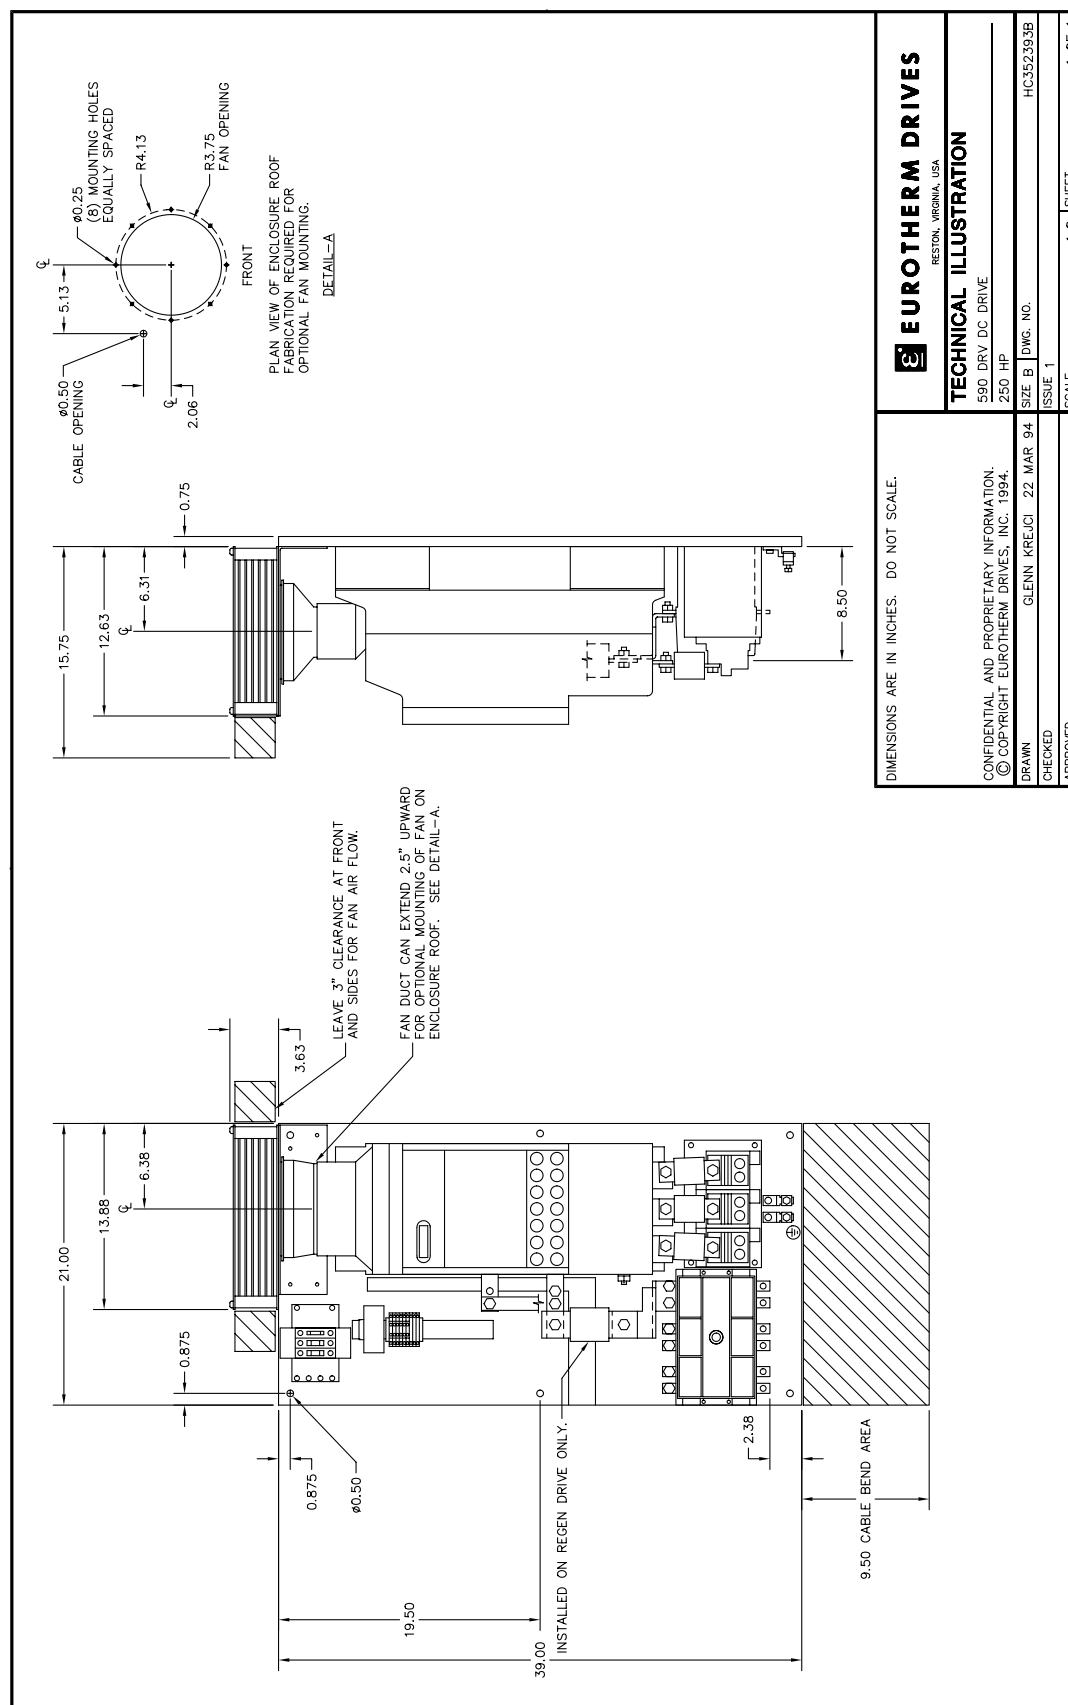 21.00
13.88
6.38
℄
0.875
3.63
LEAVE 3" CLEARANCE AT FRONT
AND SIDES FOR FAN AIR FLOW.
FAN DUCT CAN EXTEND 2.5" UPWARD
FOR OPTIONAL MOUNTING OF FAN ON
ENCLOSURE ROOF. SEE DETAIL-A.
0.875
ø0.50
19.50
39.00
INSTALLED ON REGEN DRIVE ONLY.
2.38
9.50 CABLE BEND AREA
15.75
12.63
6.31
℄
0.75
8.50
ø0.50
CABLE OPENING
5.13
℄
ø0.25
(8) MOUNTING HOLES
EQUALLY SPACED
R4.13
R3.75
FAN OPENING
℄
2.06
FRONT
PLAN VIEW OF ENCLOSURE ROOF
FABRICATION REQUIRED FOR
OPTIONAL FAN MOUNTING.
DETAIL-A
DIMENSIONS ARE IN INCHES. DO NOT SCALE.
CONFIDENTIAL AND PROPRIETARY INFORMATION.
© COPYRIGHT EUROTHERM DRIVES, INC. 1994.
EUROTHERM DRIVES
RESTON, VIRGINIA, USA
TECHNICAL ILLUSTRATION
590 DRV DC DRIVE
250 HP
DRAWN GLENN KREJCI 22 MAR 94
SIZE B DWG. NO. HC352393B
CHECKED
ISSUE 1